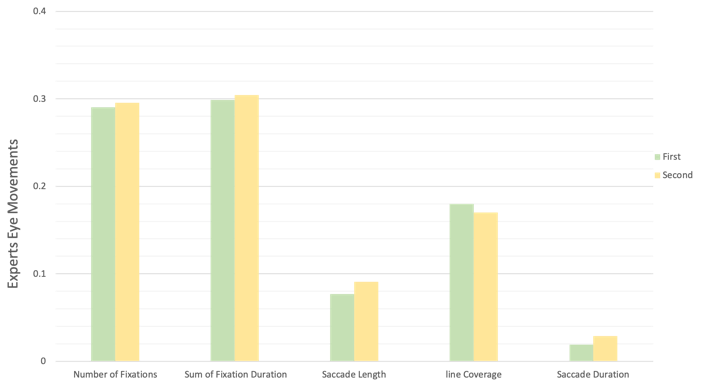 Experts Eye Movements
0.4
0.3
0.2
0.1
0
Number of Fixations
Sum of Fixation Duration
Saccade Length
line Coverage
Saccade Duration
First
Second